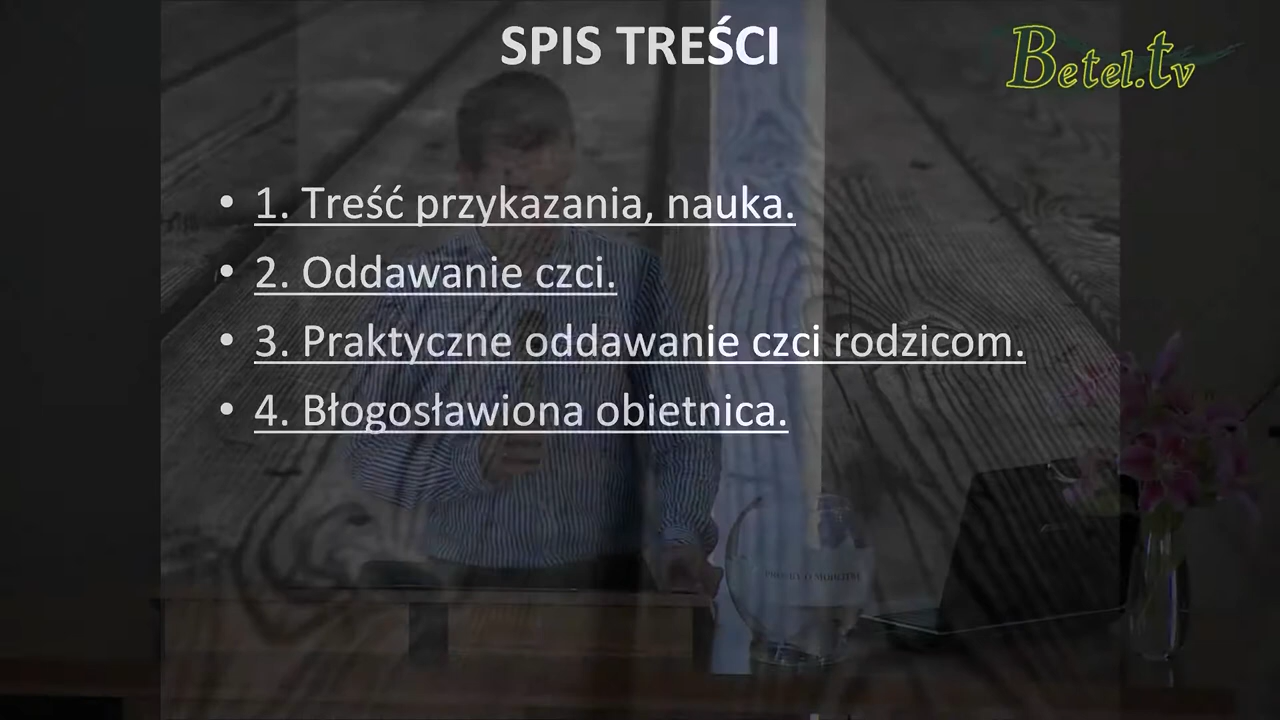 SPIS TREŚCI
Betel.tv
• 1. Treść przykazania, nauka.
• 2. Oddawanie czci.
• 3. Praktyczne oddawanie czci rodzicom.
• 4. Błogosławiona obietnica.